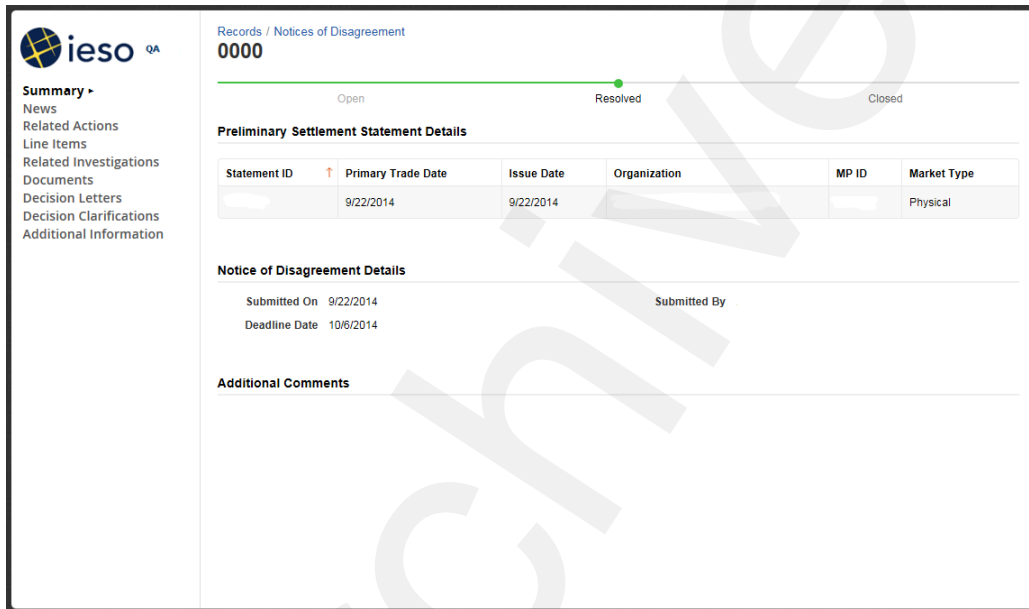 ieso QA
Summary ▸
News
Related Actions
Line Items
Related Investigations
Documents
Decision Letters
Decision Clarifications
Additional Information
Records / Notices of Disagreement
0000
Open Resolved Closed
Preliminary Settlement Statement Details
Statement ID ↑ Primary Trade Date Issue Date Organization MP ID Market Type
9/22/2014 9/22/2014 Physical
Notice of Disagreement Details
Submitted On 9/22/2014 Submitted By
Deadline Date 10/6/2014
Additional Comments